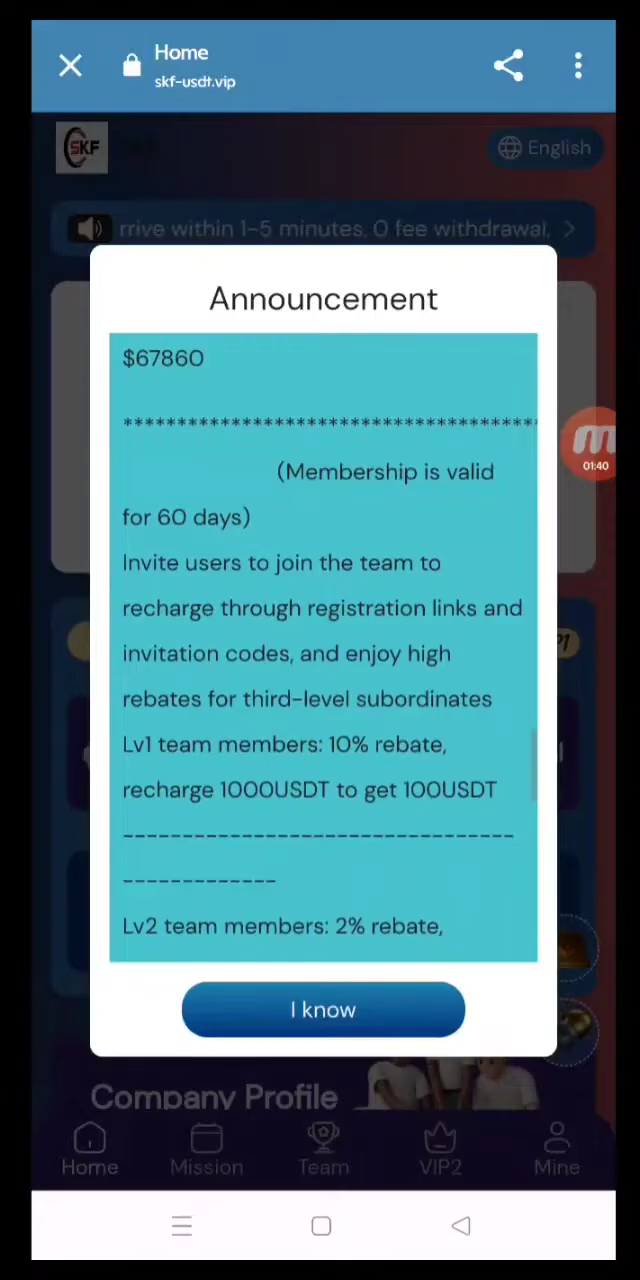 Home
skf-usdt.vip
SKF
English
rrive within 1-5 minutes, 0 fee withdrawal,
Announcement
$67860
***************************************
(Membership is valid
for 60 days)
Invite users to join the team to
recharge through registration links and
invitation codes, and enjoy high
rebates for third-level subordinates
Lv1 team members: 10% rebate,
recharge 1000USDT to get 100USDT
-------------------------------
-------------
Lv2 team members: 2% rebate,
I know
01:40
Company Profile
Home
Mission
Team
VIP2
Mine